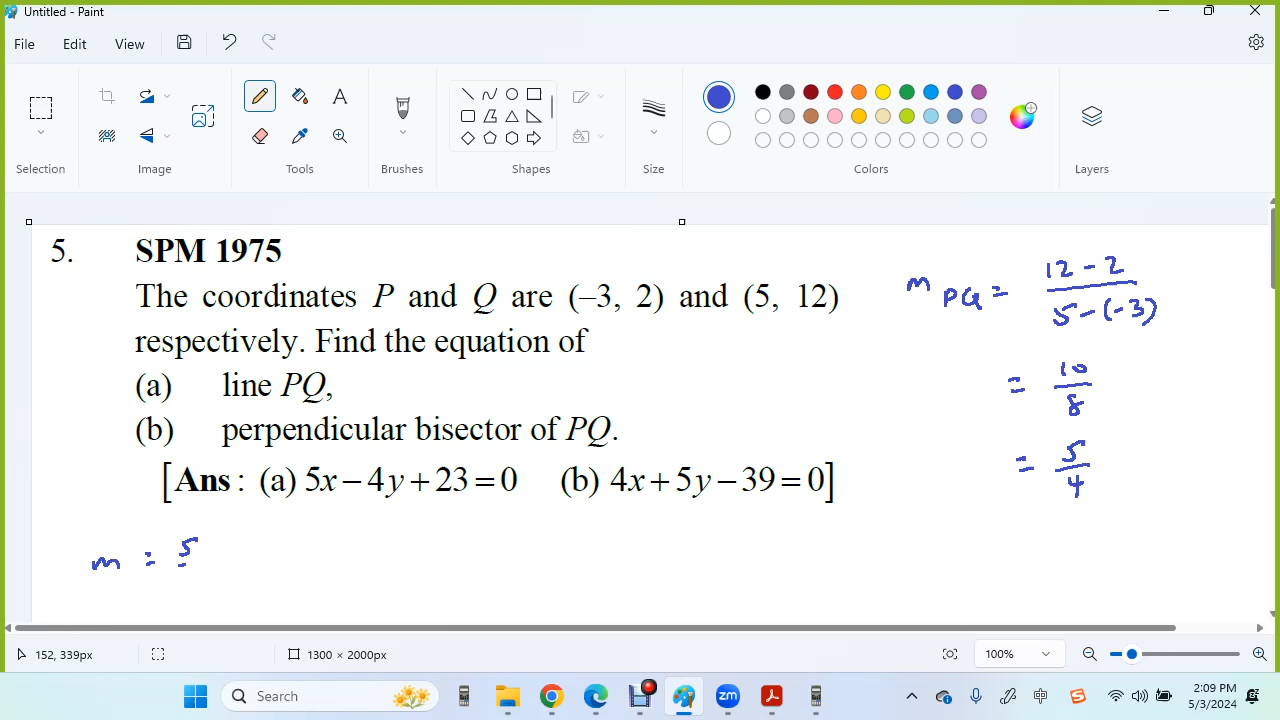 Untitled - Paint
File Edit View
Selection Image Tools Brushes Shapes Size Colors Layers
5. SPM 1975
The coordinates P and Q are (–3, 2) and (5, 12)
respectively. Find the equation of
(a) line PQ,
(b) perpendicular bisector of PQ.
[Ans : (a) 5x − 4y + 23 = 0 (b) 4x + 5y − 39 = 0]
m PQ = 12 - 2 / 5 - (-3)
= 10 / 8
= 5 / 4
m = 5
152, 339px 1300 × 2000px 100%
Search
zm
中
2:09 PM
5/3/2024